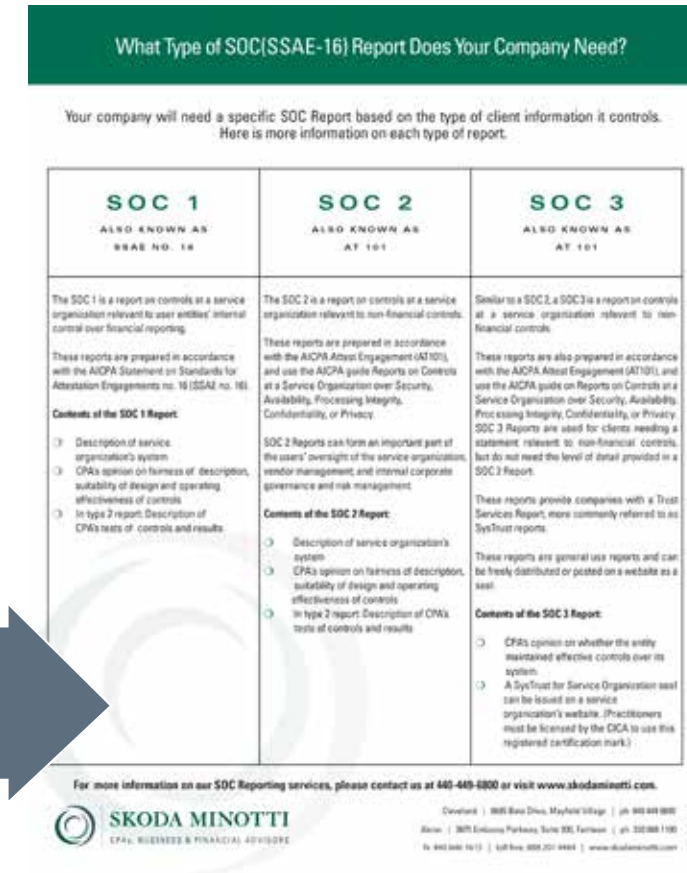 What Type of SOC(SSAE-16) Report Does Your Company Need?
Your company will need a specific SOC Report based on the type of client information it controls.
Here is more information on each type of report.
SOC 1
ALSO KNOWN AS
SSAE NO. 16
The SOC 1 is a report on controls at a service
organization relevant to user entities' internal
control over financial reporting.
These reports are prepared in accordance
with the AICPA Statement on Standards for
Attestation Engagements no. 16 (SSAE no. 16).
Contents of the SOC 1 Report:
Description of service
organization's system
CPA's opinion on fairness of description,
suitability of design and operating
effectiveness of controls
In type 2 report: Description of
CPA's tests of controls and results
SOC 2
ALSO KNOWN AS
AT 101
The SOC 2 is a report on controls at a service
organization relevant to non-financial controls.
These reports are prepared in accordance
with the AICPA Attest Engagement (AT101),
and use the AICPA guide Reports on Controls
at a Service Organization over Security,
Availability, Processing Integrity,
Confidentiality, or Privacy.
SOC 2 Reports can form an important part of
the users' oversight of the service organization,
vendor management, and internal corporate
governance and risk management.
Contents of the SOC 2 Report:
Description of service organization's
system
CPA's opinion on fairness of description,
suitability of design and operating
effectiveness of controls
In type 2 report: Description of CPA's
tests of controls and results
SOC 3
ALSO KNOWN AS
AT 101
Similar to a SOC 2, a SOC 3 is a report on controls
at a service organization relevant to non-
financial controls.
These reports are also prepared in accordance
with the AICPA Attest Engagement (AT101), and
use the AICPA guide on Reports on Controls at a
Service Organization over Security, Availability,
Processing Integrity, Confidentiality, or Privacy.
SOC 3 Reports are used for clients needing a
statement relevant to non-financial controls,
but do not need the level of detail provided in a
SOC 2 Report.
These reports provide companies with a Trust
Services Report, more commonly referred to as
SysTrust reports.
These reports are general use reports and can
be freely distributed or posted on a website as a
seal.
Contents of the SOC 3 Report:
CPA's opinion on whether the entity
maintained effective controls over its
system
A SysTrust for Service Organization seal
can be issued on a service
organization's website. (Practitioners
must be licensed by the CICA to use this
registered certification mark.)
For more information on our SOC Reporting services, please contact us at 440-449-6800 or visit www.skodaminotti.com.
SKODA MINOTTI
CPAs, BUSINESS & FINANCIAL ADVISORS
Cleveland | Drive, Mayfield Village | ph
Akron | Embassy Parkway, Suite Fairlawn | ph
toll free | www.skodaminotti.com